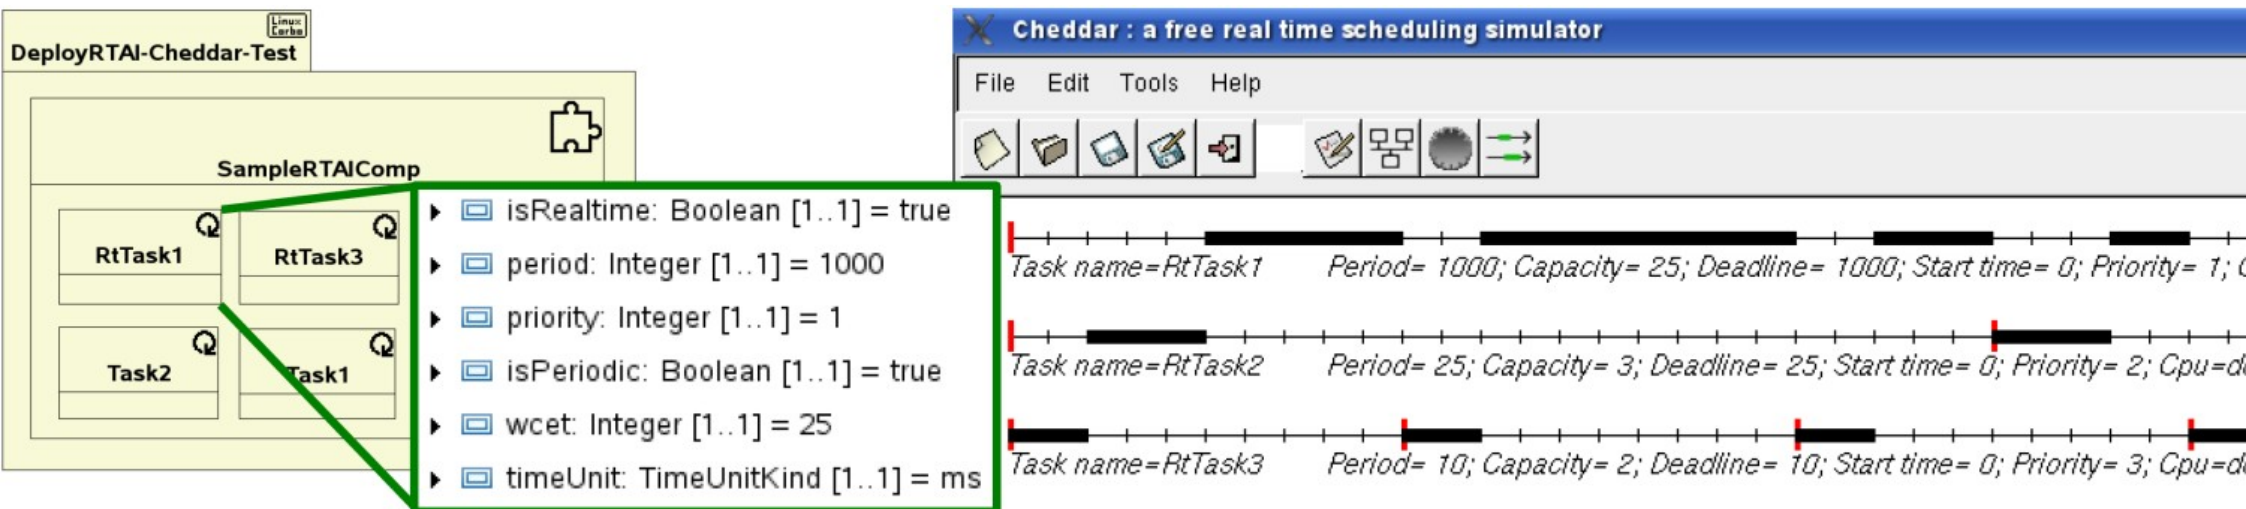 Linux
Corba
DeployRTAI-Cheddar-Test
SampleRTAIComp
RtTask1
RtTask3
Task2
Task1
isRealtime: Boolean [1..1] = true
period: Integer [1..1] = 1000
priority: Integer [1..1] = 1
isPeriodic: Boolean [1..1] = true
wcet: Integer [1..1] = 25
timeUnit: TimeUnitKind [1..1] = ms
Cheddar : a free real time scheduling simulator
File Edit Tools Help
Task name=RtTask1 Period= 1000; Capacity= 25; Deadline= 1000; Start time= 0; Priority= 1;
Task name=RtTask2 Period= 25; Capacity= 3; Deadline= 25; Start time= 0; Priority= 2; Cpu=
Task name=RtTask3 Period= 10; Capacity= 2; Deadline= 10; Start time= 0; Priority= 3; Cpu=